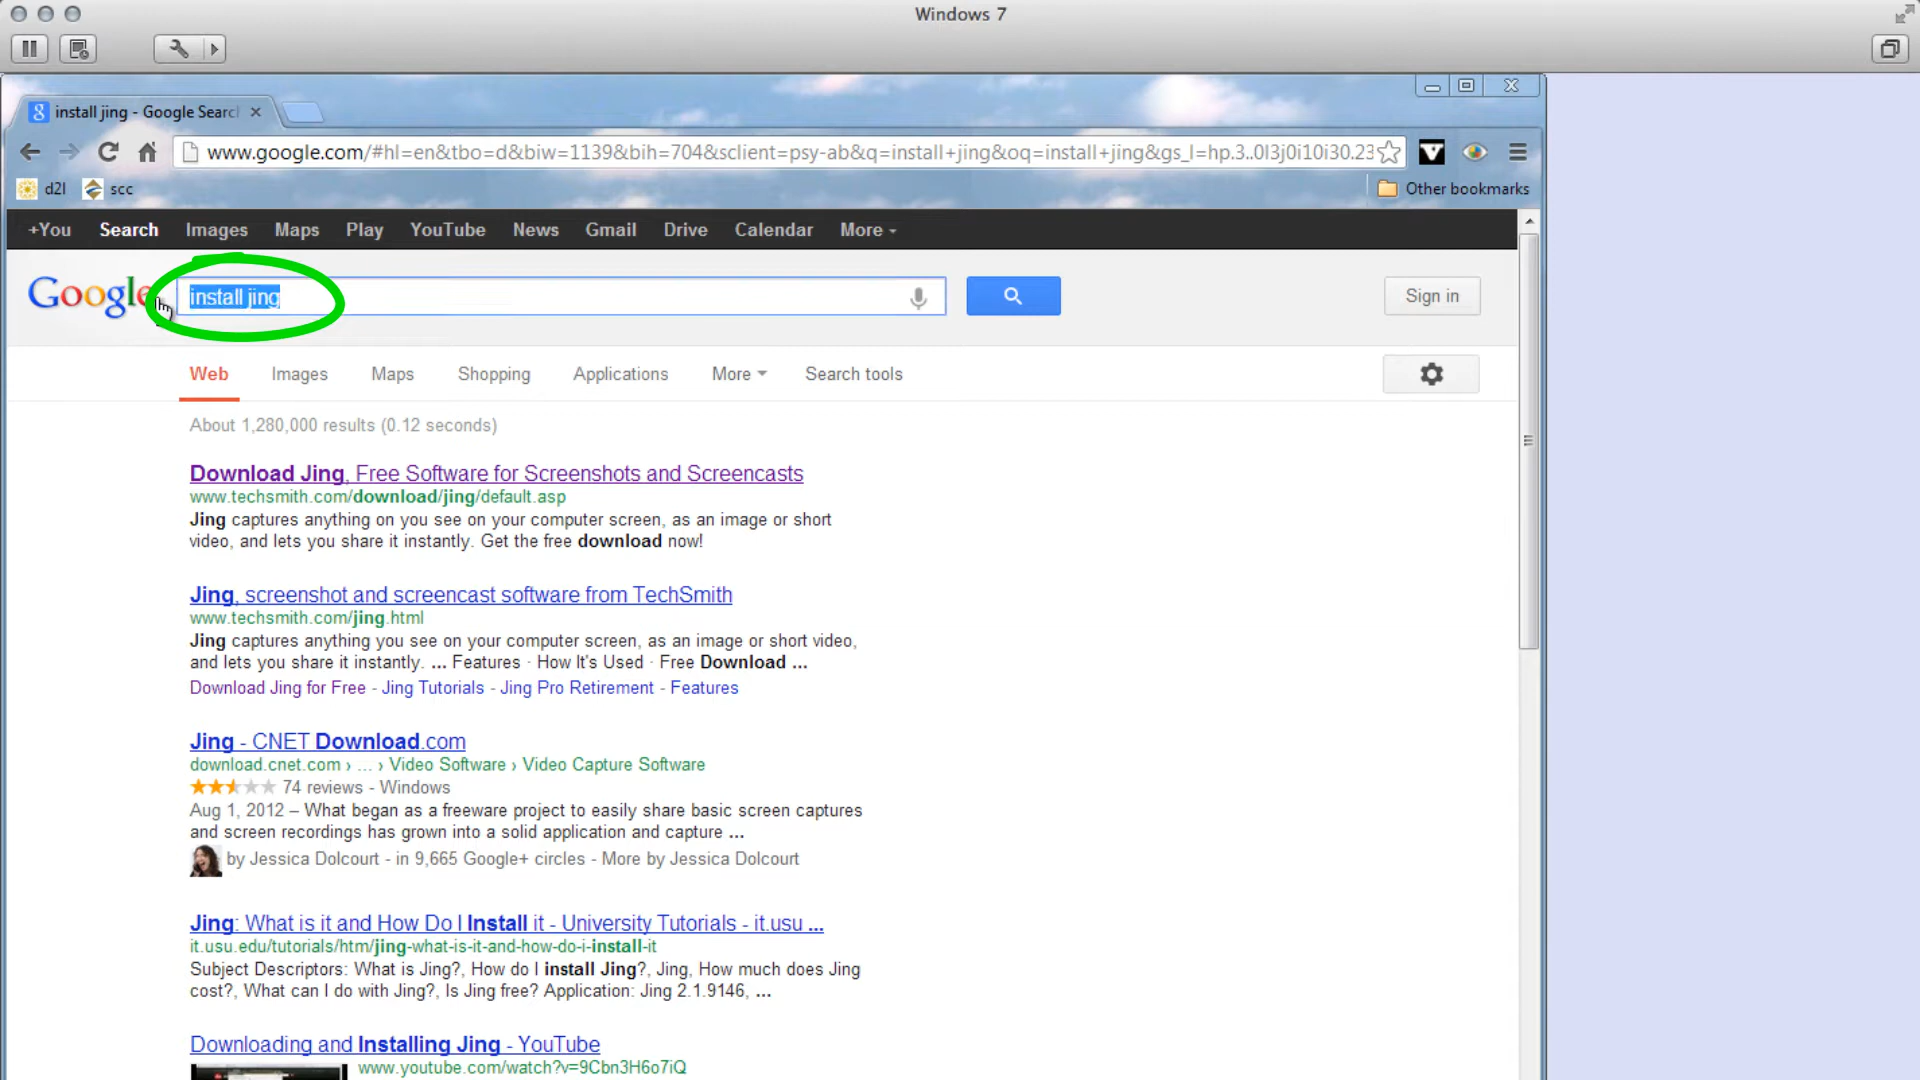 Windows 7
install jing - Google Searc
www.google.com/#hl=en&tbo=d&biw=1139&bih=704&sclient=psy-ab&q=install+jing&oq=install+jing&gs_l=hp.3..0l3j0i10i30.23
d2l scc Other bookmarks
+You Search Images Maps Play YouTube News Gmail Drive Calendar More
Google install jing Sign in
Web Images Maps Shopping Applications More Search tools
About 1,280,000 results (0.12 seconds)
Download Jing, Free Software for Screenshots and Screencasts
www.techsmith.com/download/jing/default.asp
Jing captures anything on you see on your computer screen, as an image or short
video, and lets you share it instantly. Get the free download now!
Jing, screenshot and screencast software from TechSmith
www.techsmith.com/jing.html
Jing captures anything you see on your computer screen, as an image or short video,
and lets you share it instantly. ... Features · How It's Used · Free Download ...
Download Jing for Free - Jing Tutorials - Jing Pro Retirement - Features
Jing - CNET Download.com
download.cnet.com › ... › Video Software › Video Capture Software
74 reviews - Windows
Aug 1, 2012 – What began as a freeware project to easily share basic screen captures
and screen recordings has grown into a solid application and capture ...
by Jessica Dolcourt - in 9,665 Google+ circles - More by Jessica Dolcourt
Jing: What is it and How Do I Install it - University Tutorials - it.usu ...
it.usu.edu/tutorials/htm/jing-what-is-it-and-how-do-i-install-it
Subject Descriptors: What is Jing?, How do I install Jing?, Jing, How much does Jing
cost?, What can I do with Jing?, Is Jing free? Application: Jing 2.1.9146, ...
Downloading and Installing Jing - YouTube
www.youtube.com/watch?v=9Cbn3H6o7iQ